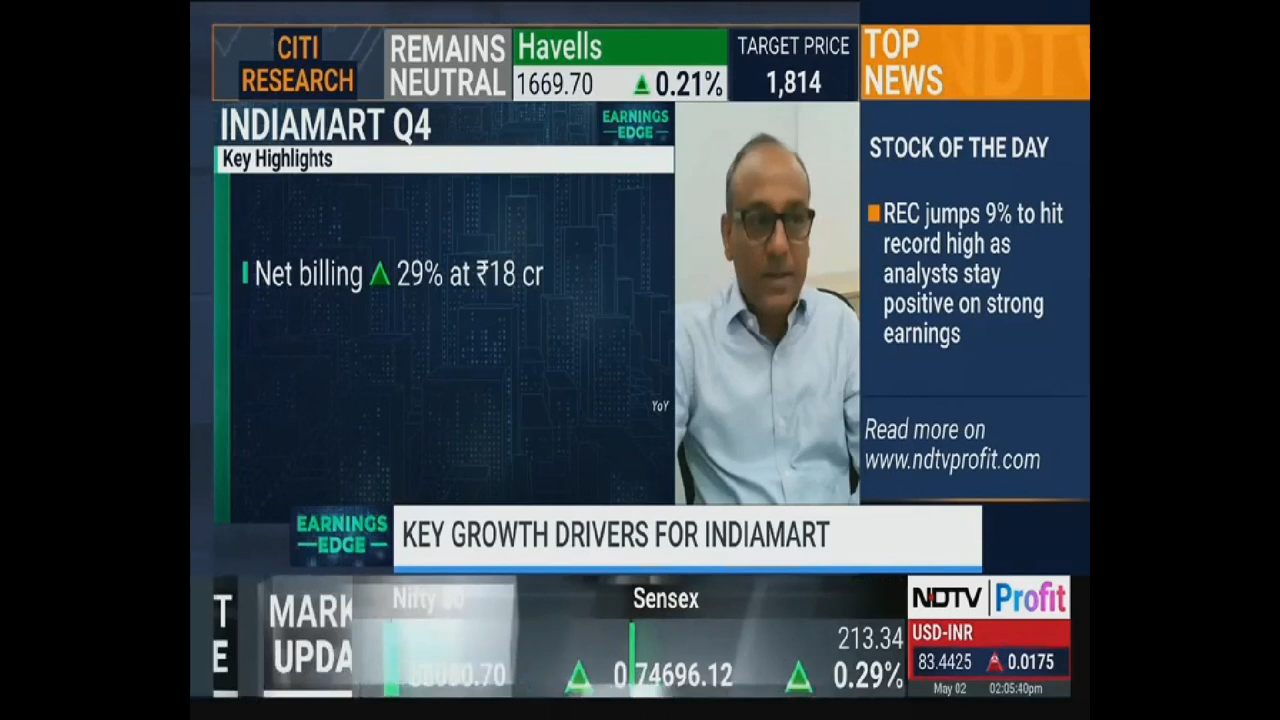 CITI
RESEARCH
REMAINS
NEUTRAL
Havells
1669.70 ▲ 0.21%
TARGET PRICE
1,814
TOP
NEWS
INDIAMART Q4
EARNINGS
EDGE
Key Highlights
Net billing ▲ 29% at ₹18 cr
YoY
STOCK OF THE DAY
REC jumps 9% to hit
record high as
analysts stay
positive on strong
earnings
Read more on
www.ndtvprofit.com
EARNINGS
EDGE
KEY GROWTH DRIVERS FOR INDIAMART
T
E
MARK
UPDA
Nifty
Sensex
213.34
74696.12 ▲ 0.29%
NDTV Profit
USD-INR
83.4425 ▲ 0.0175
May 02 02:05:40pm